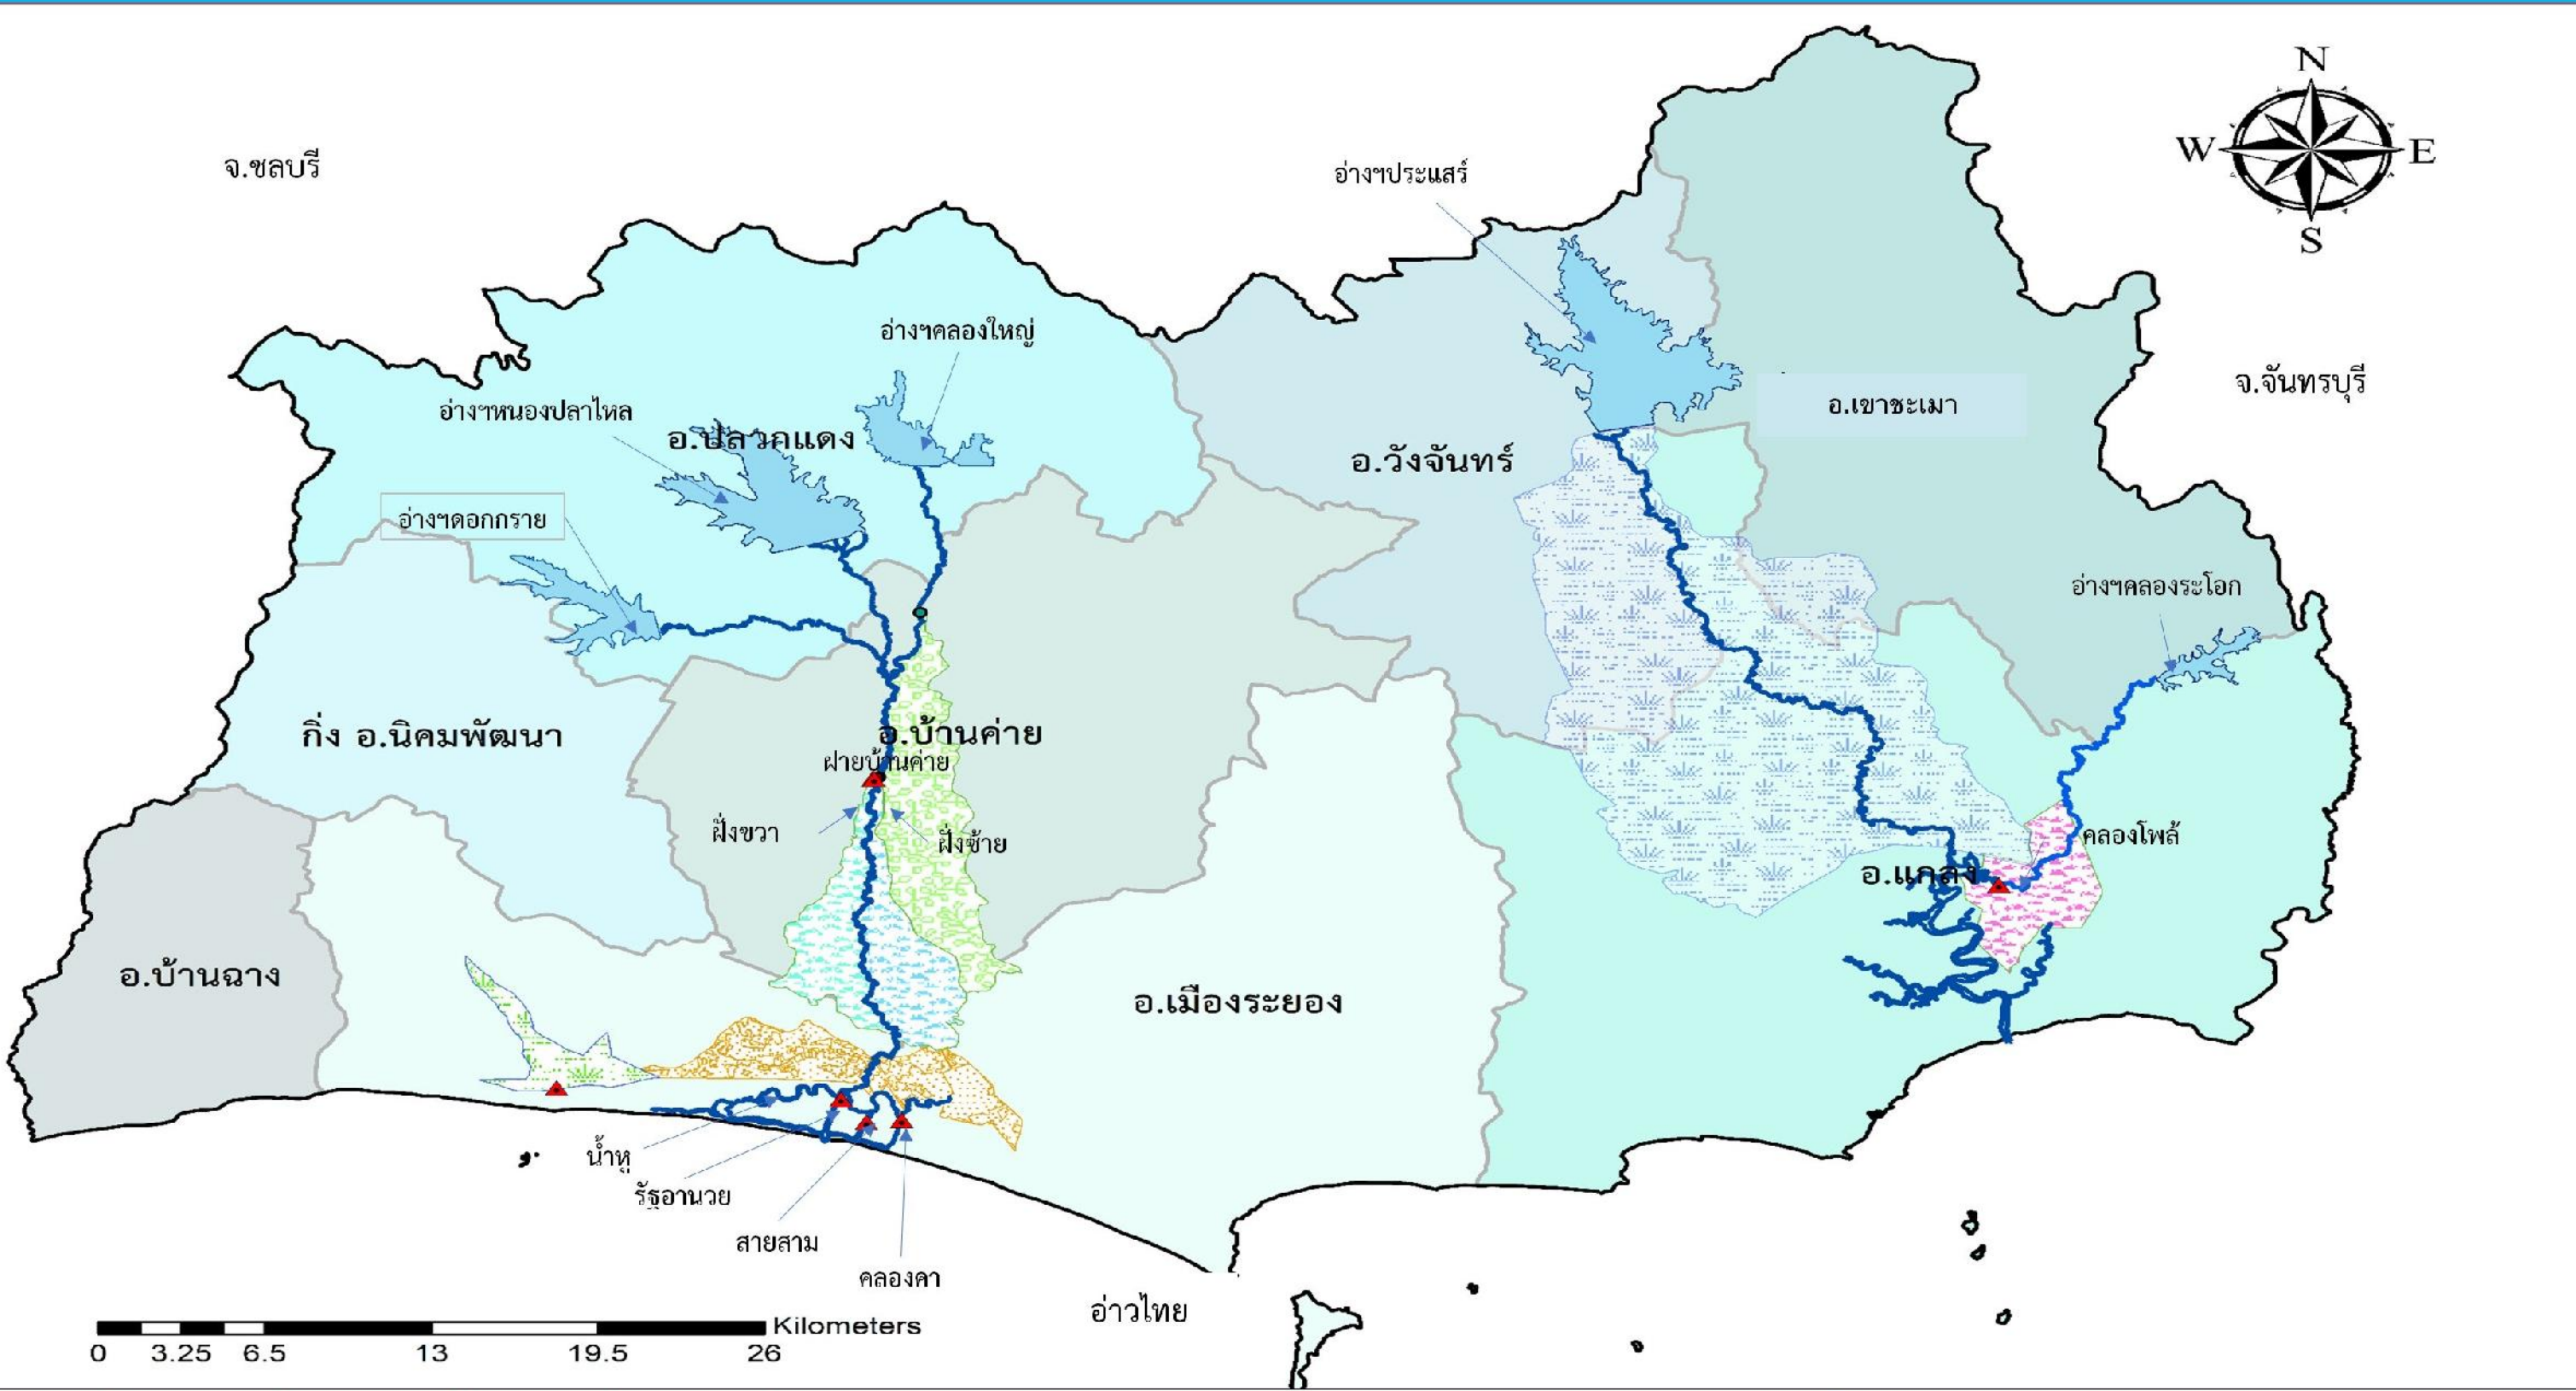 N
W
E
S
จ.ชลบุรี
อ่างฯประแสร์
อ่างฯคลองใหญ่
จ.จันทรบุรี
อ่างฯหนองปลาไหล
อ.เขาชะเมา
อ.ปลวกแดง
อ.วังจันทร์
อ่างฯดอกกราย
อ่างฯคลองระโอก
กิ่ง อ.นิคมพัฒนา
อ.บ้านค่าย
ฝายบ้านค่าย
ฝั่งขวา
ฝั่งซ้าย
คลองโพล้
อ.แกลง
อ.บ้านฉาง
อ.เมืองระยอง
น้ำหู
รัฐอานวย
สายสาม
คลองคา
อ่าวไทย
Kilometers
0 3.25 6.5 13 19.5 26